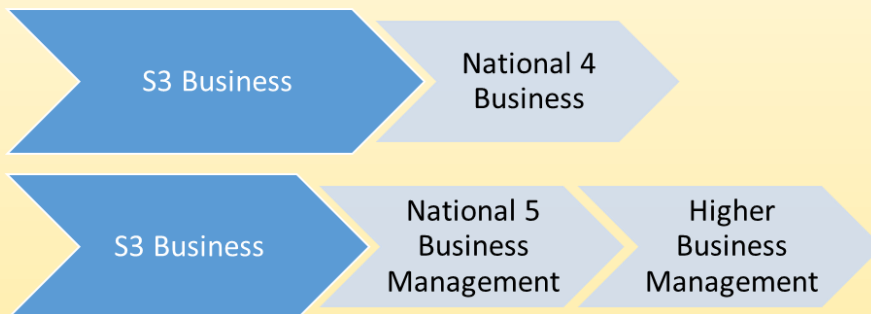 S3 Business
National 4
Business
S3 Business
National 5
Business
Management
Higher
Business
Management